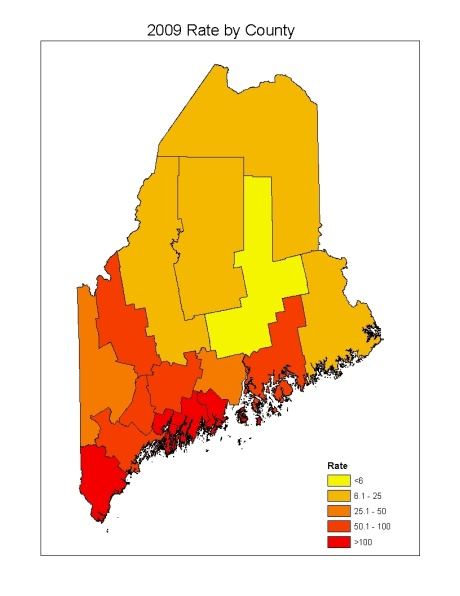 2009 Rate by County
Rate
<6
6.1 - 25
25.1 - 50
50.1 - 100
>100